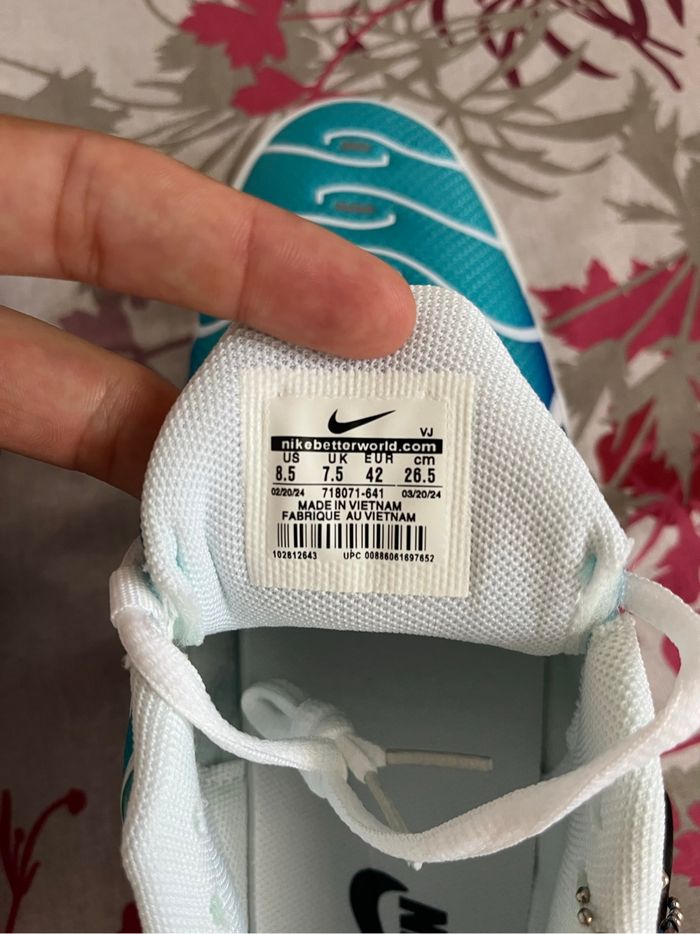 VJ
nikebetterworld.com
US UK EUR cm
8.5 7.5 42 26.5
02/20/24 718071-641 03/20/24
MADE IN VIETNAM
FABRIQUE AU VIETNAM
102812643 UPC 00886061697652